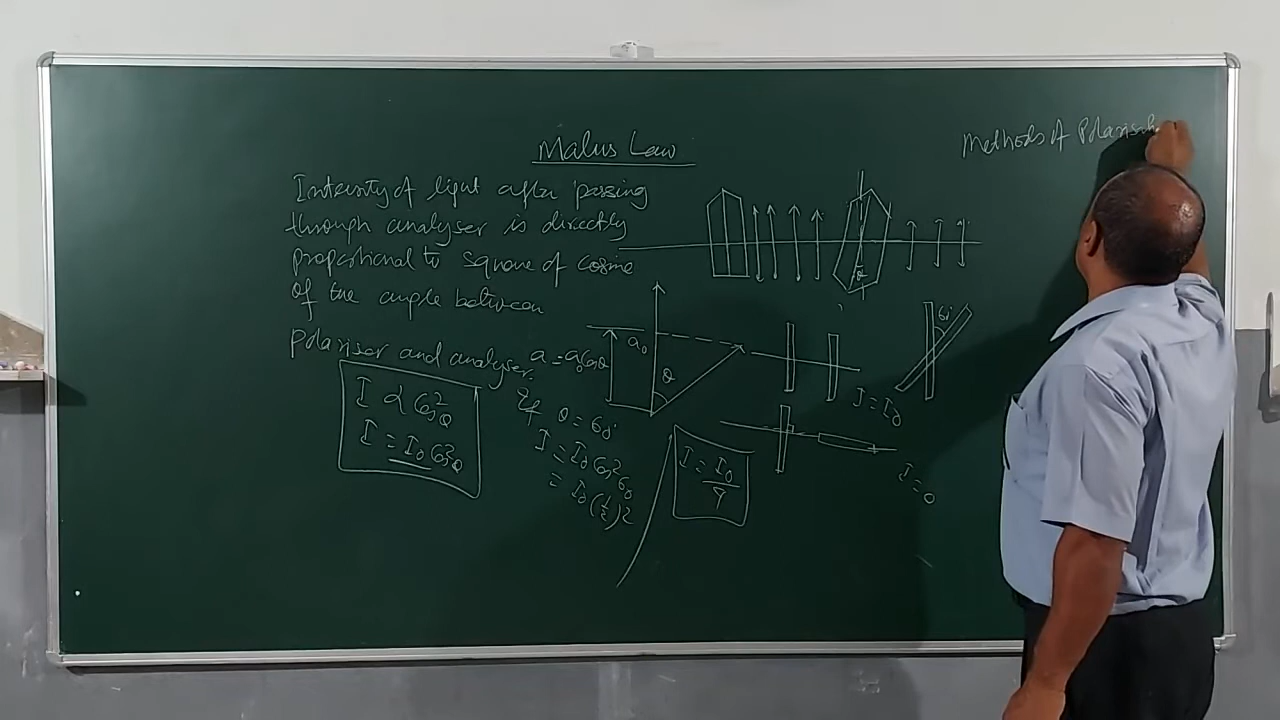 Malus Law
Intensity of light after passing
through analyser is directly
proportional to square of cosine
of the angle between
polariser and analyser.
I α Cos²θ
I = I₀ Cos²θ
a = a₀ Cosθ
a₀
θ
If θ = 60°
I = I₀ Cos² 60
= I₀ (1/2)2
I = I₀/4
θ
60°
I = I₀
I = 0
Methods of Polarisa